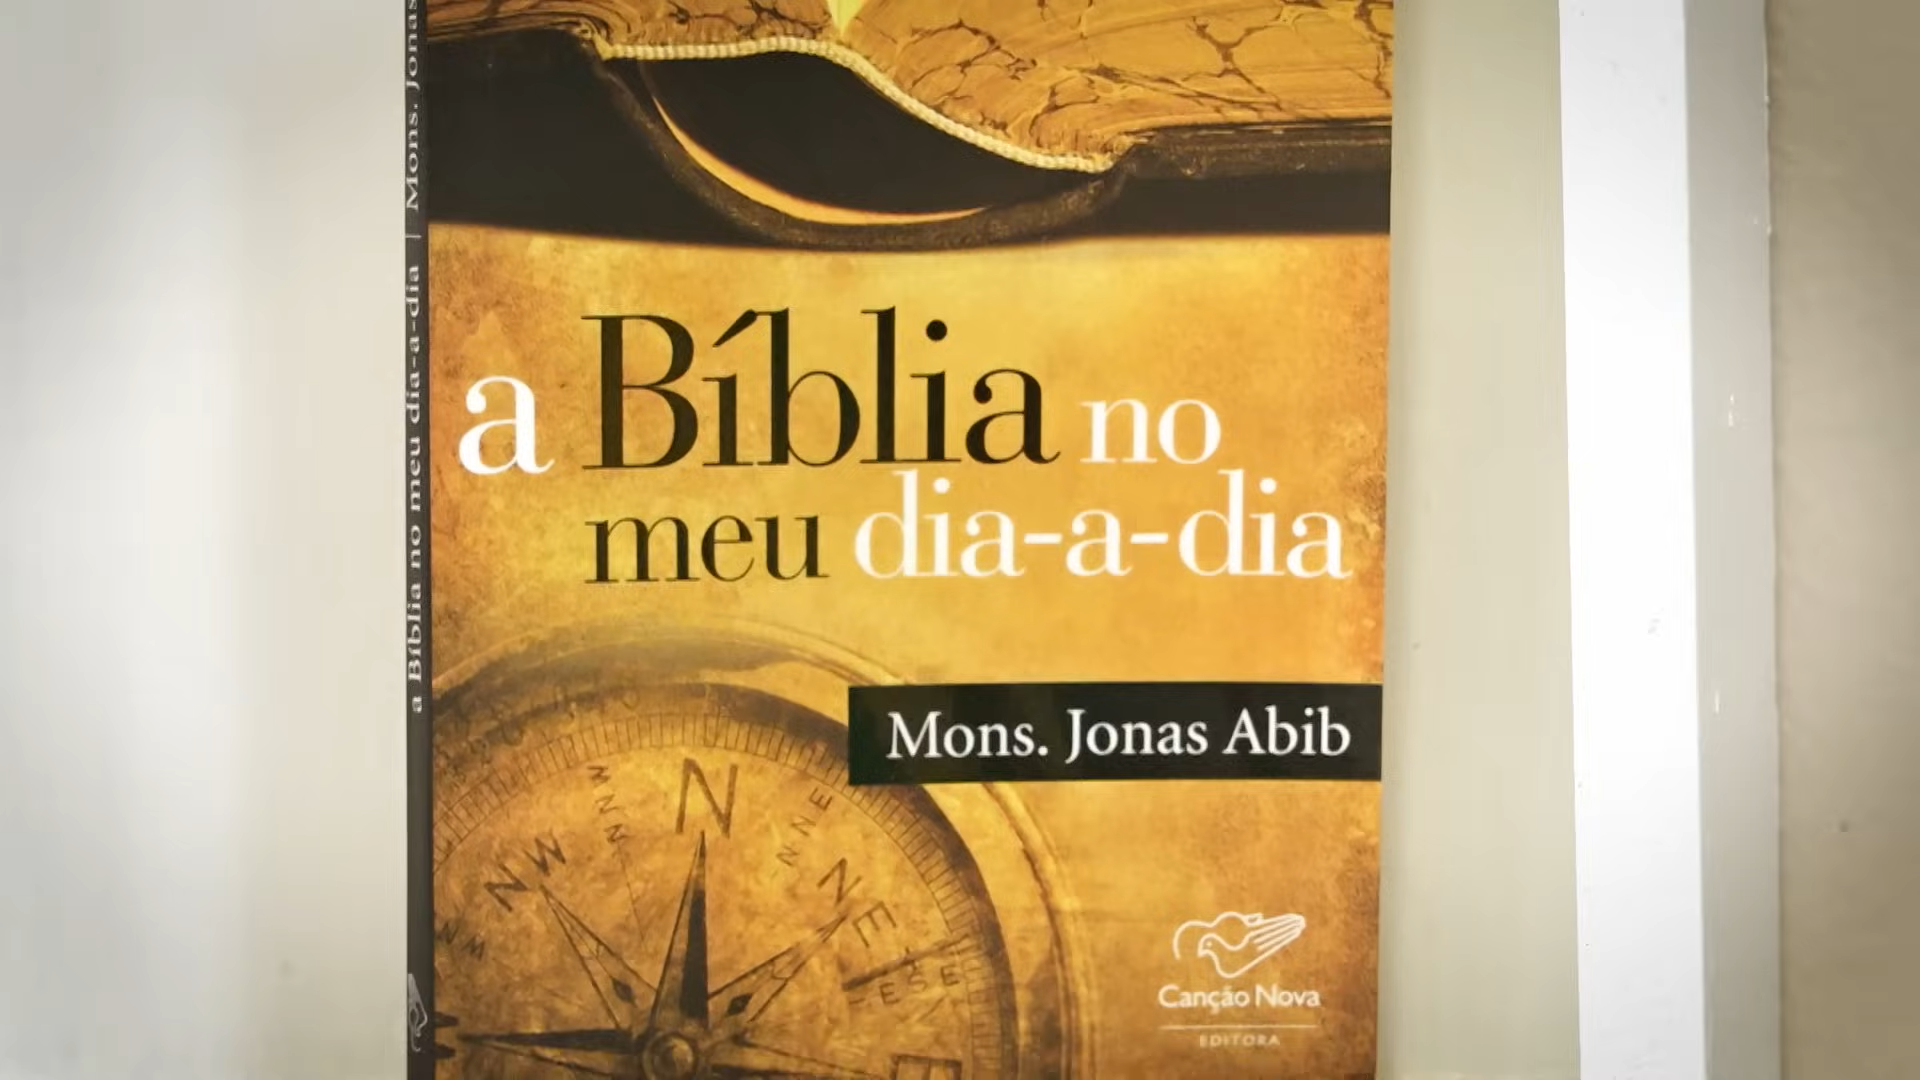 a Bíblia no meu dia-a-dia | Mons. Jonas
a Bíblia no
meu dia-a-dia
Mons. Jonas Abib
N
NNW
NNE
NW
NE
ESE
Canção Nova
EDITORA